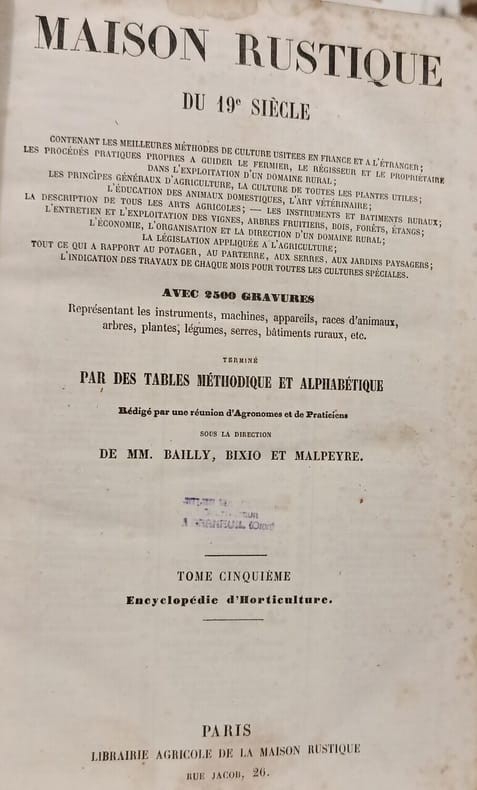 MAISON RUSTIQUE
DU 19e SIÈCLE
CONTENANT LES MEILLEURES MÉTHODES DE CULTURE USITEES EN FRANCE ET A L'ÉTRANGER;
LES PROCÉDÉS PRATIQUES PROPRES A GUIDER LE FERMIER, LE RÉGISSEUR ET LE PROPRIÉTAIRE
DANS L'EXPLOITATION D'UN DOMAINE RURAL;
LES PRINCIPES GÉNÉRAUX D'AGRICULTURE, LA CULTURE DE TOUTES LES PLANTES UTILES;
L'ÉDUCATION DES ANIMAUX DOMESTIQUES, L'ART VÉTÉRINAIRE;
LA DESCRIPTION DE TOUS LES ARTS AGRICOLES; — LES INSTRUMENTS ET BATIMENTS RURAUX;
L'ENTRETIEN ET L'EXPLOITATION DES VIGNES, ARBRES FRUITIERS, BOIS, FORÊTS, ÉTANGS;
L'ÉCONOMIE, L'ORGANISATION ET LA DIRECTION D'UN DOMAINE RURAL;
LA LÉGISLATION APPLIQUÉE A L'AGRICULTURE;
TOUT CE QUI A RAPPORT AU POTAGER, AU PARTERRE, AUX SERRES, AUX JARDINS PAYSAGERS;
L'INDICATION DES TRAVAUX DE CHAQUE MOIS POUR TOUTES LES CULTURES SPÉCIALES.
AVEC 2500 GRAVURES
Représentant les instruments, machines, appareils, races d'animaux,
arbres, plantes, légumes, serres, bâtiments ruraux, etc.
TERMINÉ
PAR DES TABLES MÉTHODIQUE ET ALPHABÉTIQUE
Rédigé par une réunion d'Agronomes et de Praticiens
SOUS LA DIRECTION
DE MM. BAILLY, BIXIO ET MALPEYRE.
TOME CINQUIÈME
Encyclopédie d'Horticulture.
PARIS
LIBRAIRIE AGRICOLE DE LA MAISON RUSTIQUE
RUE JACOB, 26.